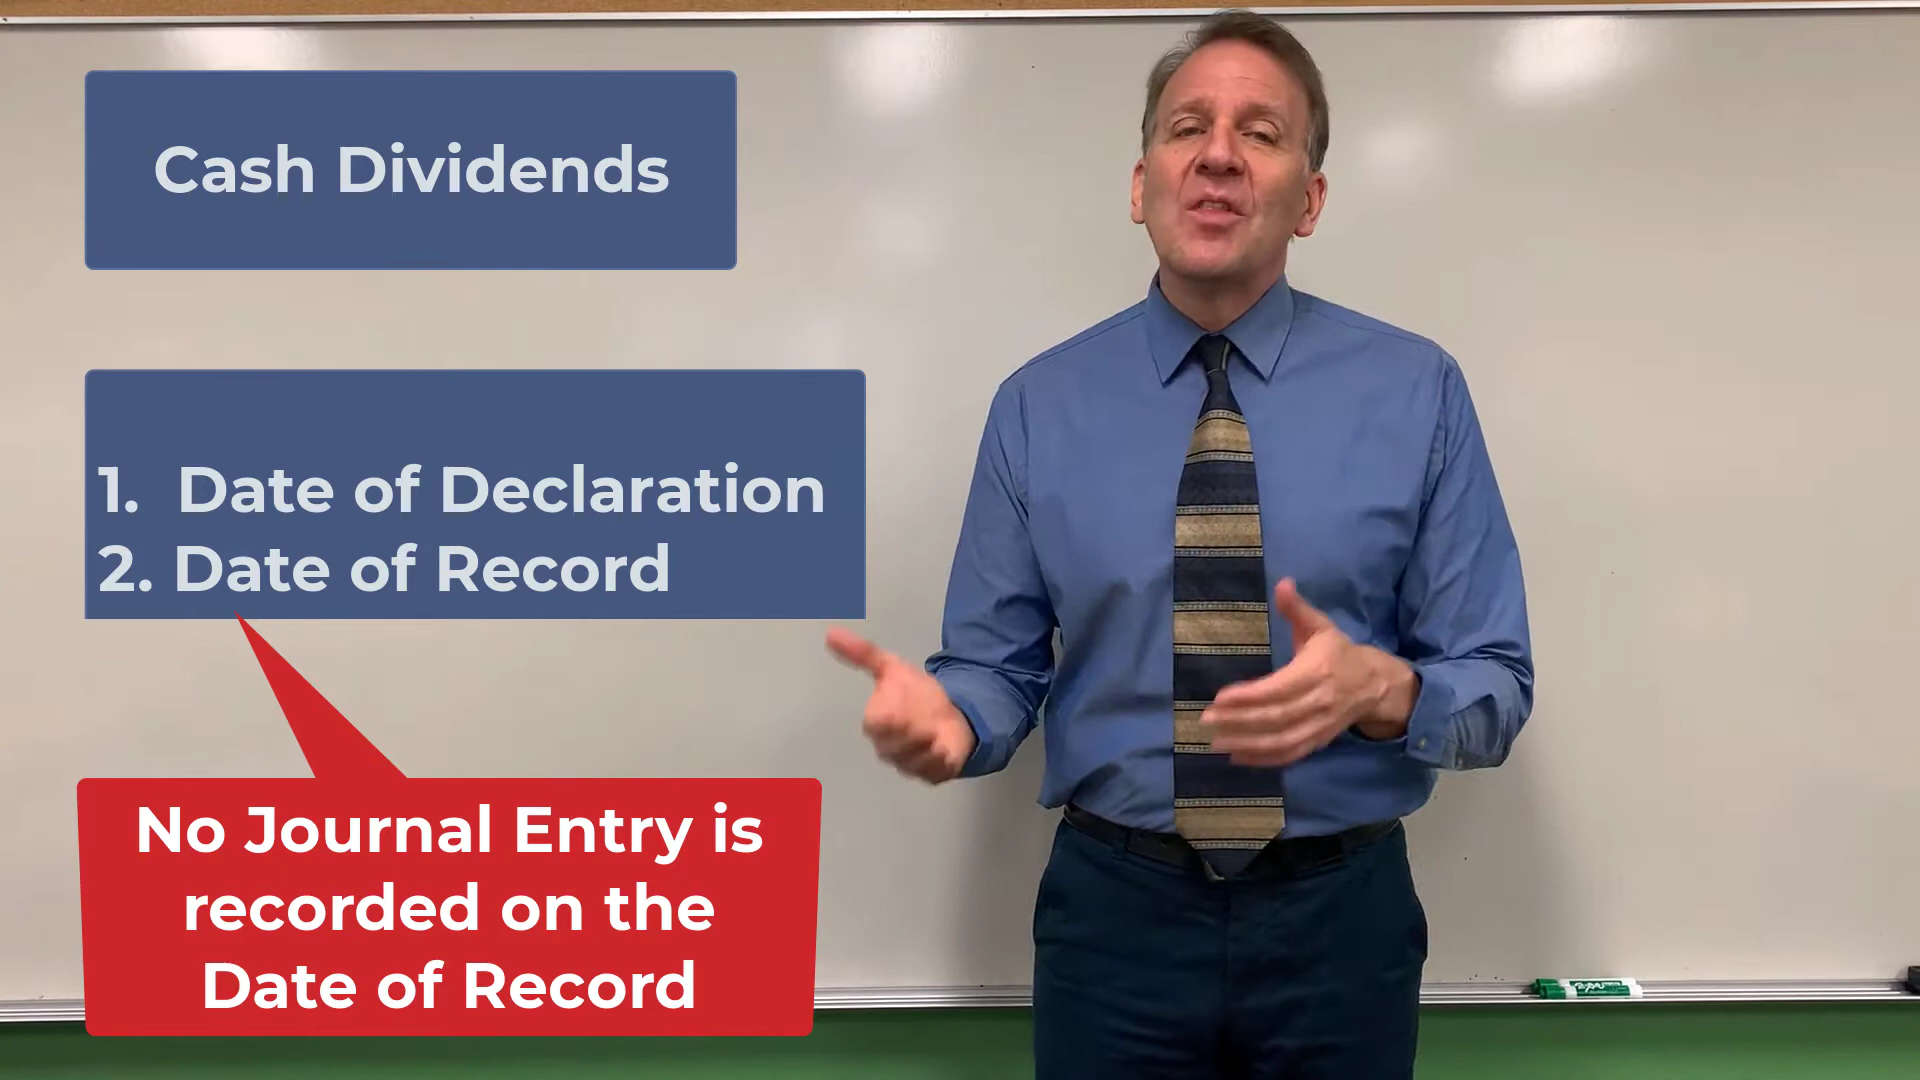 Cash Dividends
1. Date of Declaration
2. Date of Record
No Journal Entry is
recorded on the
Date of Record